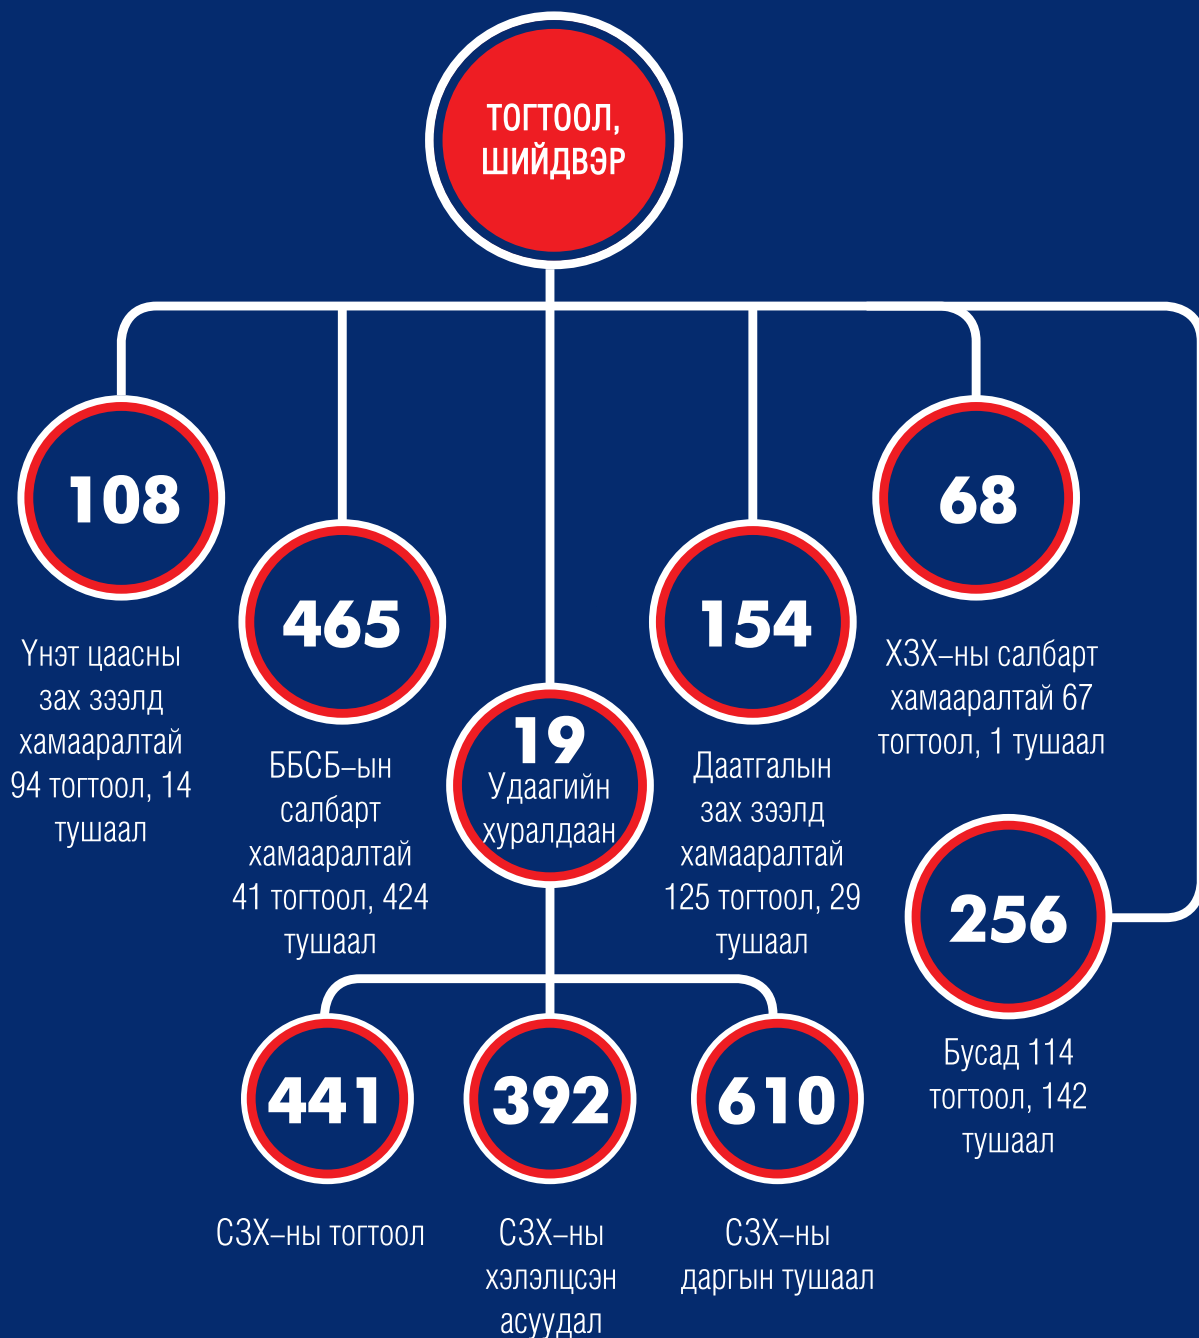 ТОГТООЛ,
ШИЙДВЭР
108
Үнэт цаасны
зах зээлд
хамааралтай
94 тогтоол, 14
тушаал
465
ББСБ–ын
салбарт
хамааралтай
41 тогтоол, 424
тушаал
19
Удаагийн
хуралдаан
154
Даатгалын
зах зээлд
хамааралтай
125 тогтоол, 29
тушаал
68
ХЗХ–ны салбарт
хамааралтай 67
тогтоол, 1 тушаал
256
Бусад 114
тогтоол, 142
тушаал
441
СЗХ–ны тогтоол
392
СЗХ–ны
хэлэлцсэн
асуудал
610
СЗХ–ны
даргын тушаал